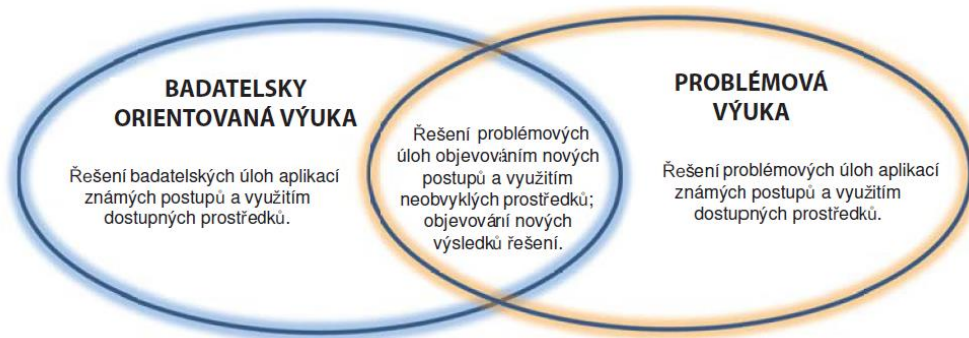 BADATELSKY
ORIENTOVANÁ VÝUKA
Řešení badatelských úloh aplikací
známých postupů a využitím
dostupných prostředků.
Řešení problémových
úloh objevováním nových
postupů a využitím
neobvyklých prostředků;
objevování nových
výsledků řešení.
PROBLÉMOVÁ
VÝUKA
Řešení problémových úloh aplikací
známých postupů a využitím
dostupných prostředků.